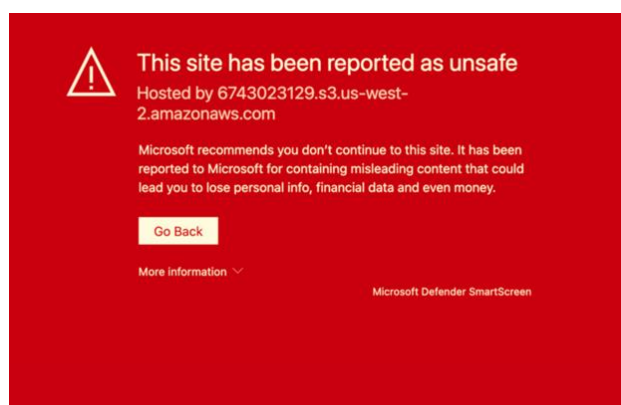 This site has been reported as unsafe
Hosted by 6743023129.s3.us-west-
2.amazonaws.com
Microsoft recommends you don't continue to this site. It has been
reported to Microsoft for containing misleading content that could
lead you to lose personal info, financial data and even money.
Go Back
More information
Microsoft Defender SmartScreen